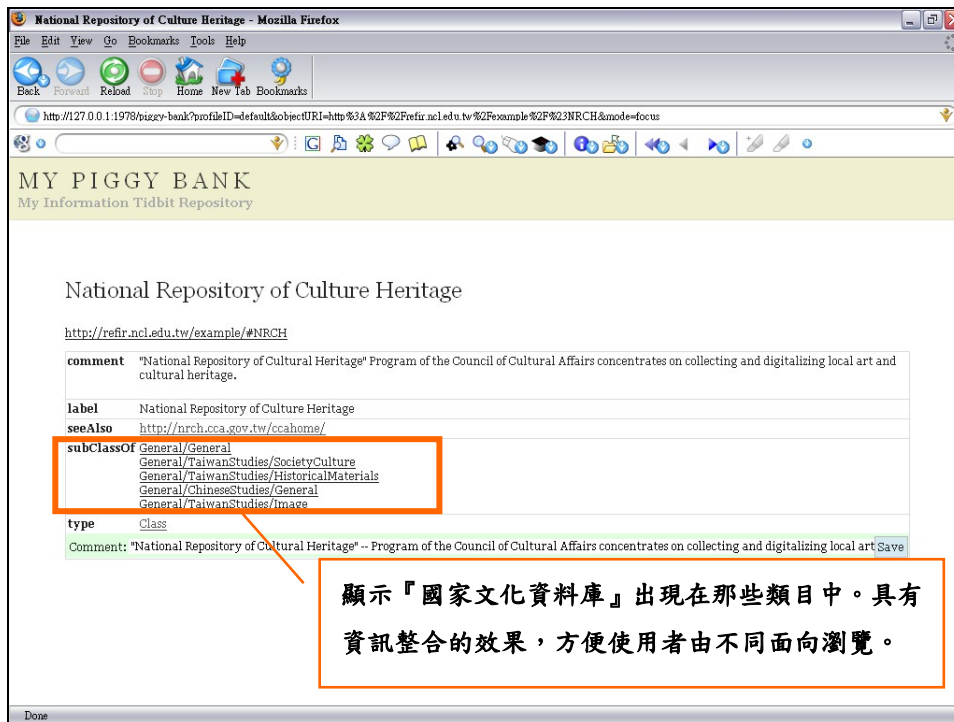 National Repository of Culture Heritage - Mozilla Firefox
File Edit View Go Bookmarks Tools Help
Back Forward Reload Stop Home New Tab Bookmarks
http://127.0.0.1:1978/piggy-bank?profileID=default&objectURI=http%3A%2F%2Frefir.ncl.edu.tw%2Fexample%2F%23NRCH&mode=focus
MY PIGGY BANK
My Information Tidbit Repository
National Repository of Culture Heritage
http://refir.ncl.edu.tw/example/#NRCH
comment "National Repository of Cultural Heritage" Program of the Council of Cultural Affairs concentrates on collecting and digitalizing local art and
cultural heritage.
label National Repository of Culture Heritage
seeAlso http://nrch.cca.gov.tw/ccahome/
subClassOf General/General
General/TaiwanStudies/SocietyCulture
General/TaiwanStudies/HistoricalMaterials
General/ChineseStudies/General
General/TaiwanStudies/Image
type Class
Comment: "National Repository of Cultural Heritage" -- Program of the Council of Cultural Affairs concentrates on collecting and digitalizing local art Save
顯示『國家文化資料庫』出現在那些類目中。具有
資訊整合的效果，方便使用者由不同面向瀏覽。
Done